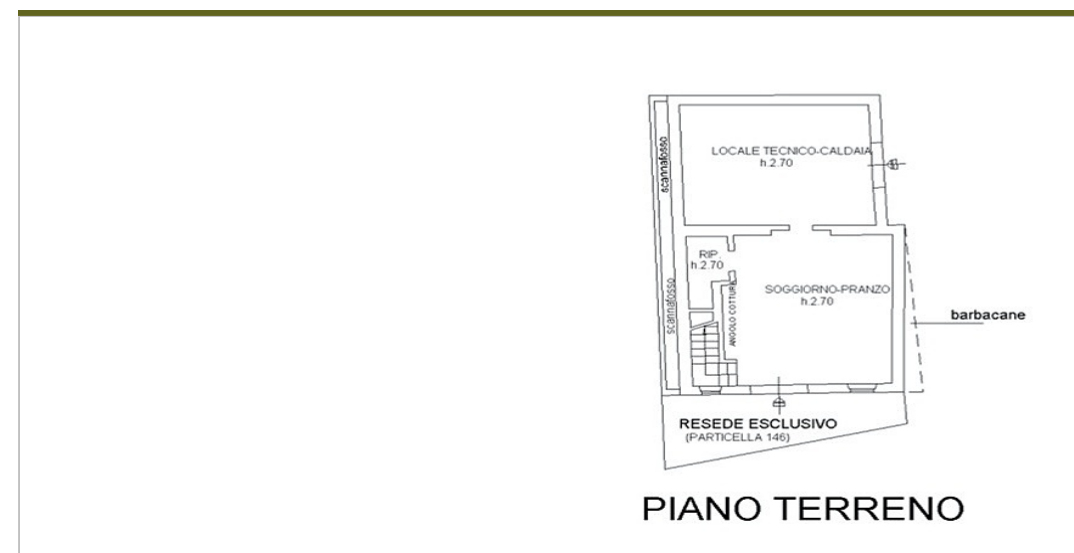 scannafosso
LOCALE TECNICO-CALDAIA
h.2.70
RIP.
h.2.70
scannafosso
ANGOLO COTTURA
SOGGIORNO-PRANZO
h.2.70
barbacane
RESEDE ESCLUSIVO
(PARTICELLA 146)
PIANO TERRENO